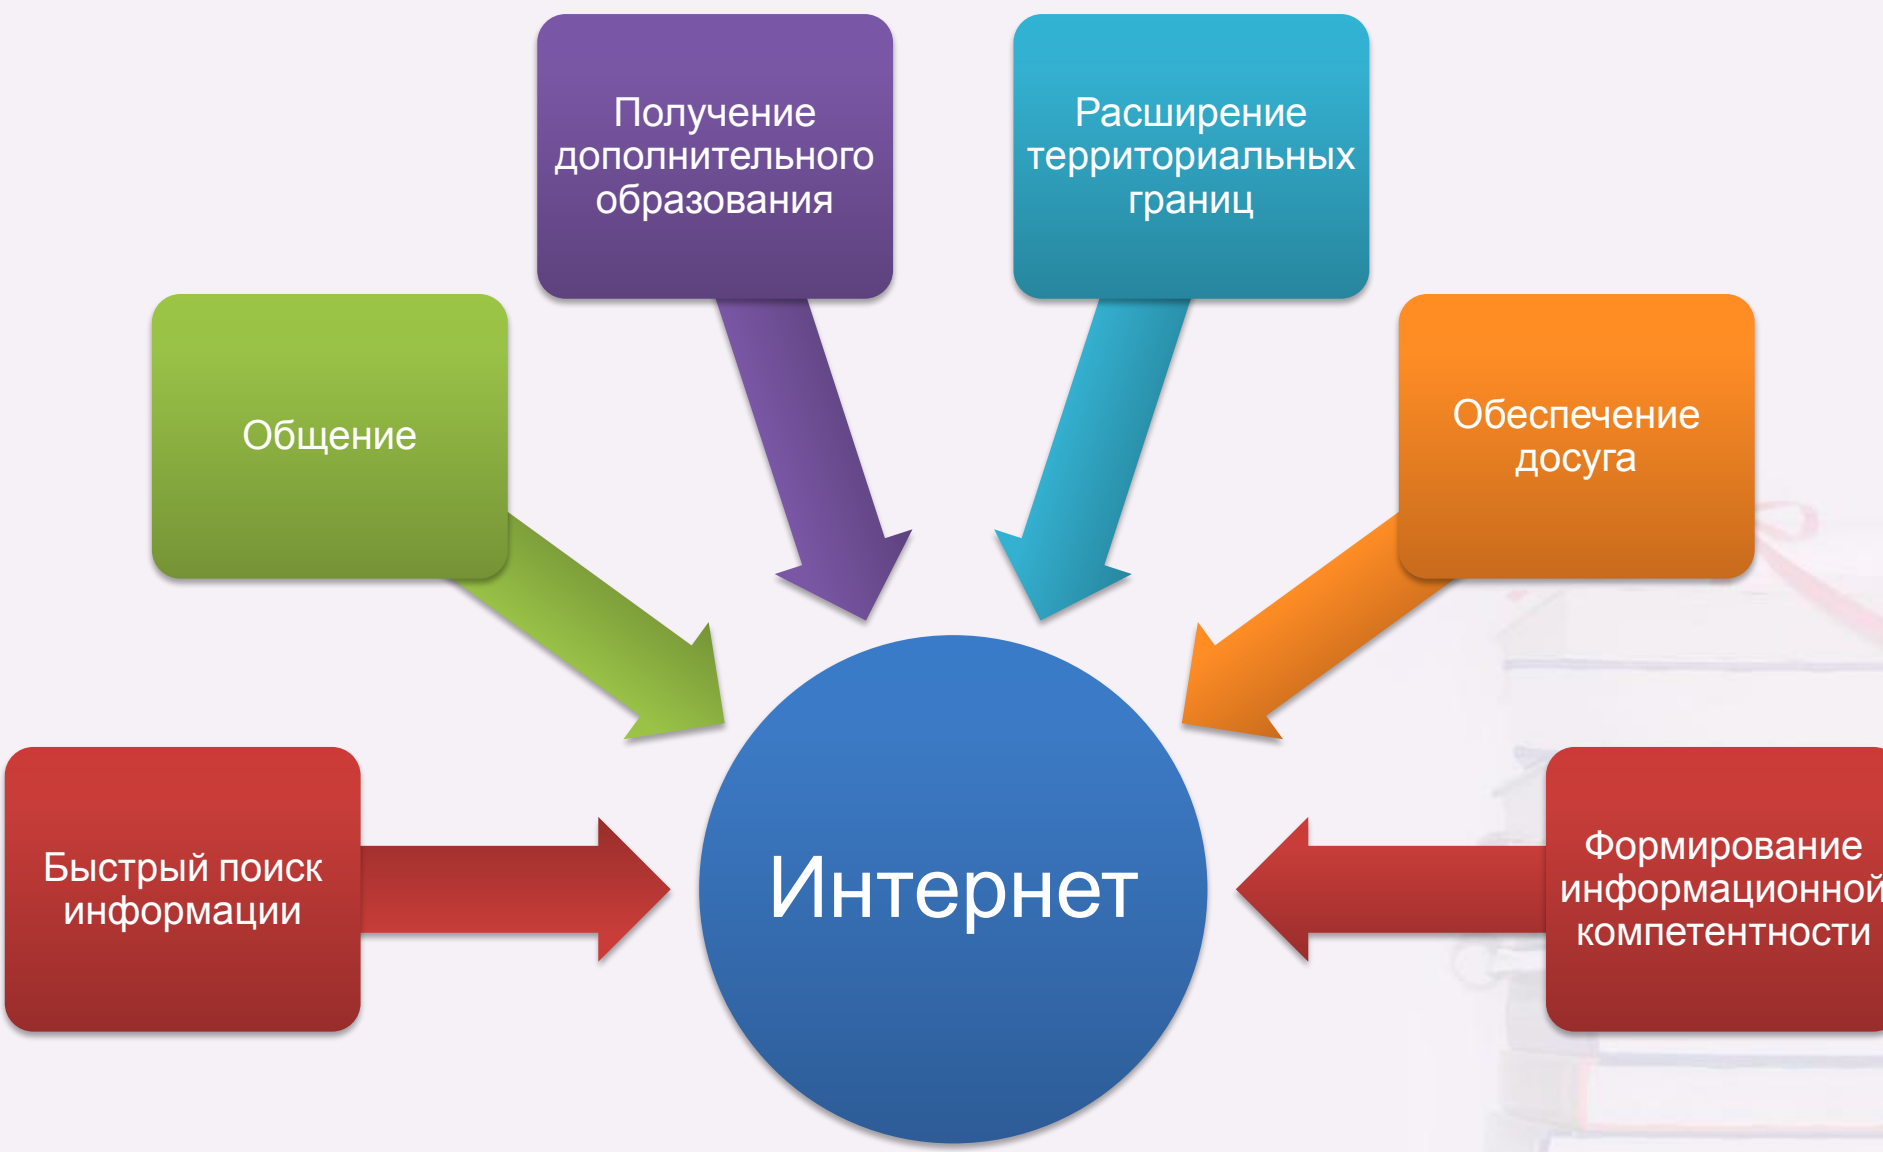 Получение
дополнительного
образования
Расширение
территориальных
границ
Общение
Обеспечение
досуга
Быстрый поиск
информации
Интернет
Формирование
информационной
компетентности